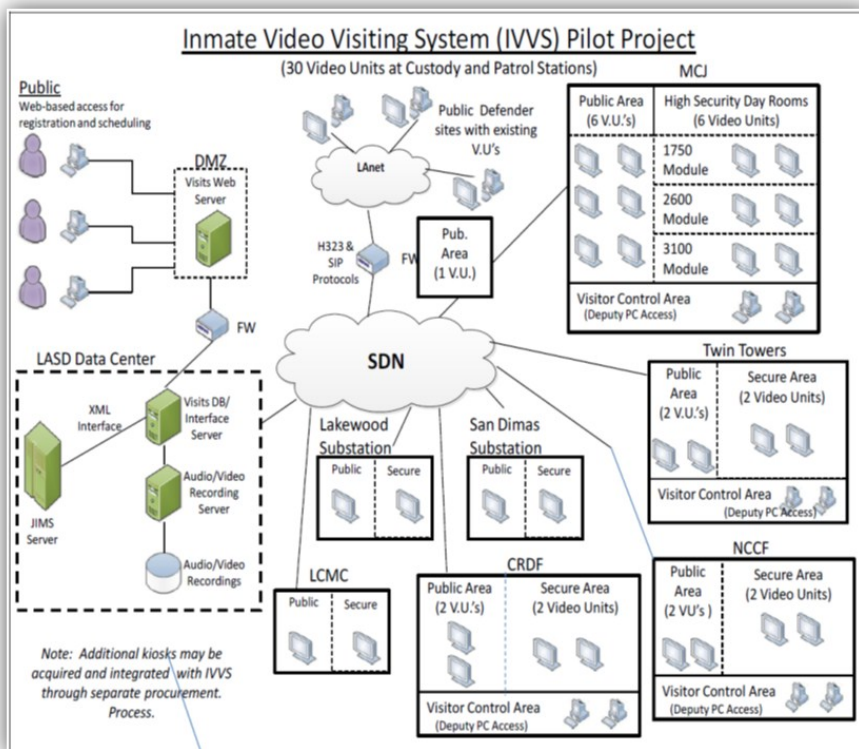 Inmate Video Visiting System (IVVS) Pilot Project
(30 Video Units at Custody and Patrol Stations)
Public
Web-based access for
registration and scheduling
DMZ
Visits Web
Server
FW
LAnet
Public Defender
sites with existing
V.U's
H323 &
SIP
Protocols
FW
Pub.
Area
(1 V.U.)
MCJ
Public Area
(6 V.U.'s)
High Security Day Rooms
(6 Video Units)
1750
Module
2600
Module
3100
Module
Visitor Control Area
(Deputy PC Access)
SDN
LASD Data Center
XML
Interface
Visits DB/
Interface
Server
Audio/Video
Recording
Server
JIMS
Server
Audio/Video
Recordings
Lakewood
Substation
Public
Secure
San Dimas
Substation
Public
Secure
Twin Towers
Public
Area
(2 V.U.'s)
Secure Area
(2 Video Units)
Visitor Control Area
(Deputy PC Access)
LCMC
Public
Secure
CRDF
Public Area
(2 V.U.'s)
Secure Area
(2 Video Units)
Visitor Control Area
(Deputy PC Access)
NCCF
Public
Area
(2 VU's )
Secure Area
(2 Video Units)
Visitor Control Area
(Deputy PC Access)
Note: Additional kiosks may be
acquired and integrated with IVVS
through separate procurement.
Process.